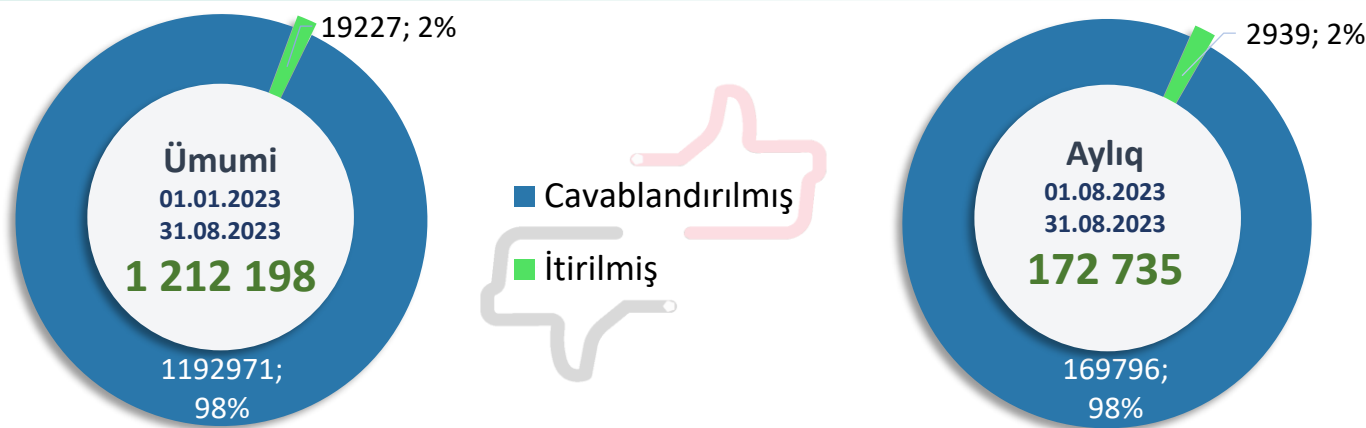 19227; 2%
Ümumi
01.01.2023
31.08.2023
1 212 198
1192971;
98%
Cavablandırılmış
İtirilmiş
2939; 2%
Aylıq
01.08.2023
31.08.2023
172 735
169796;
98%